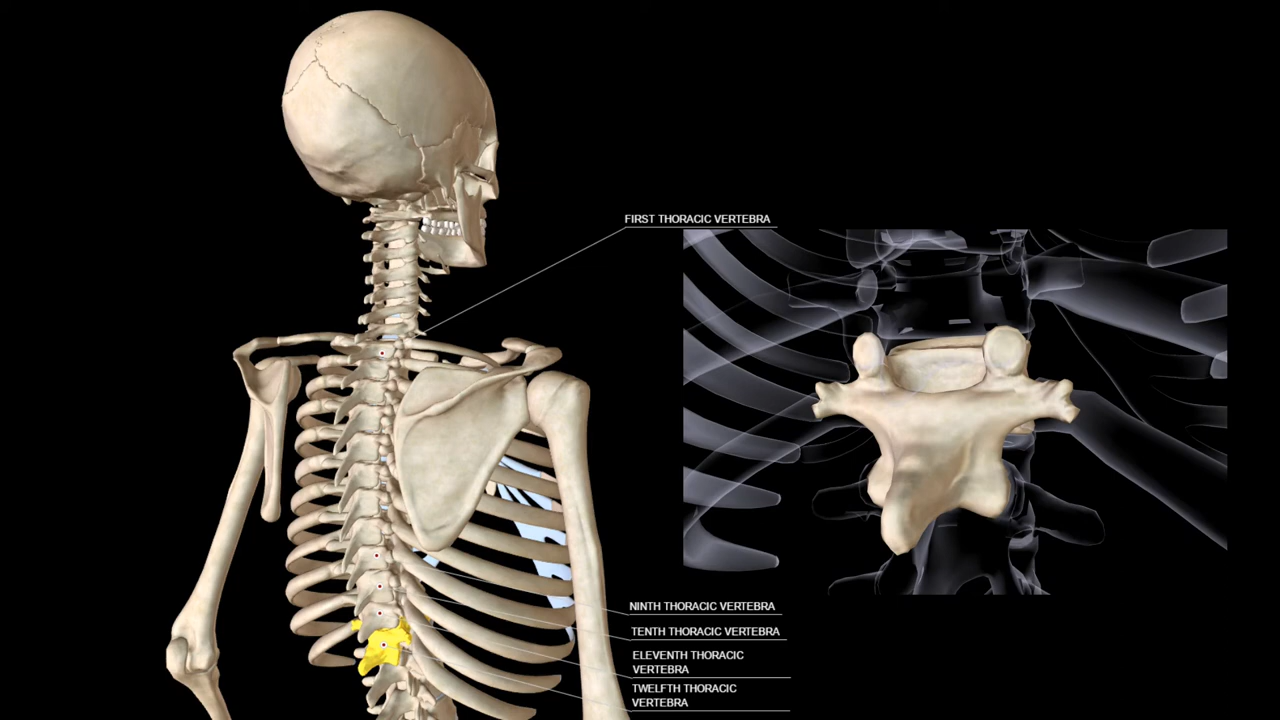 FIRST THORACIC VERTEBRA
NINTH THORACIC VERTEBRA
TENTH THORACIC VERTEBRA
ELEVENTH THORACIC
VERTEBRA
TWELFTH THORACIC
VERTEBRA